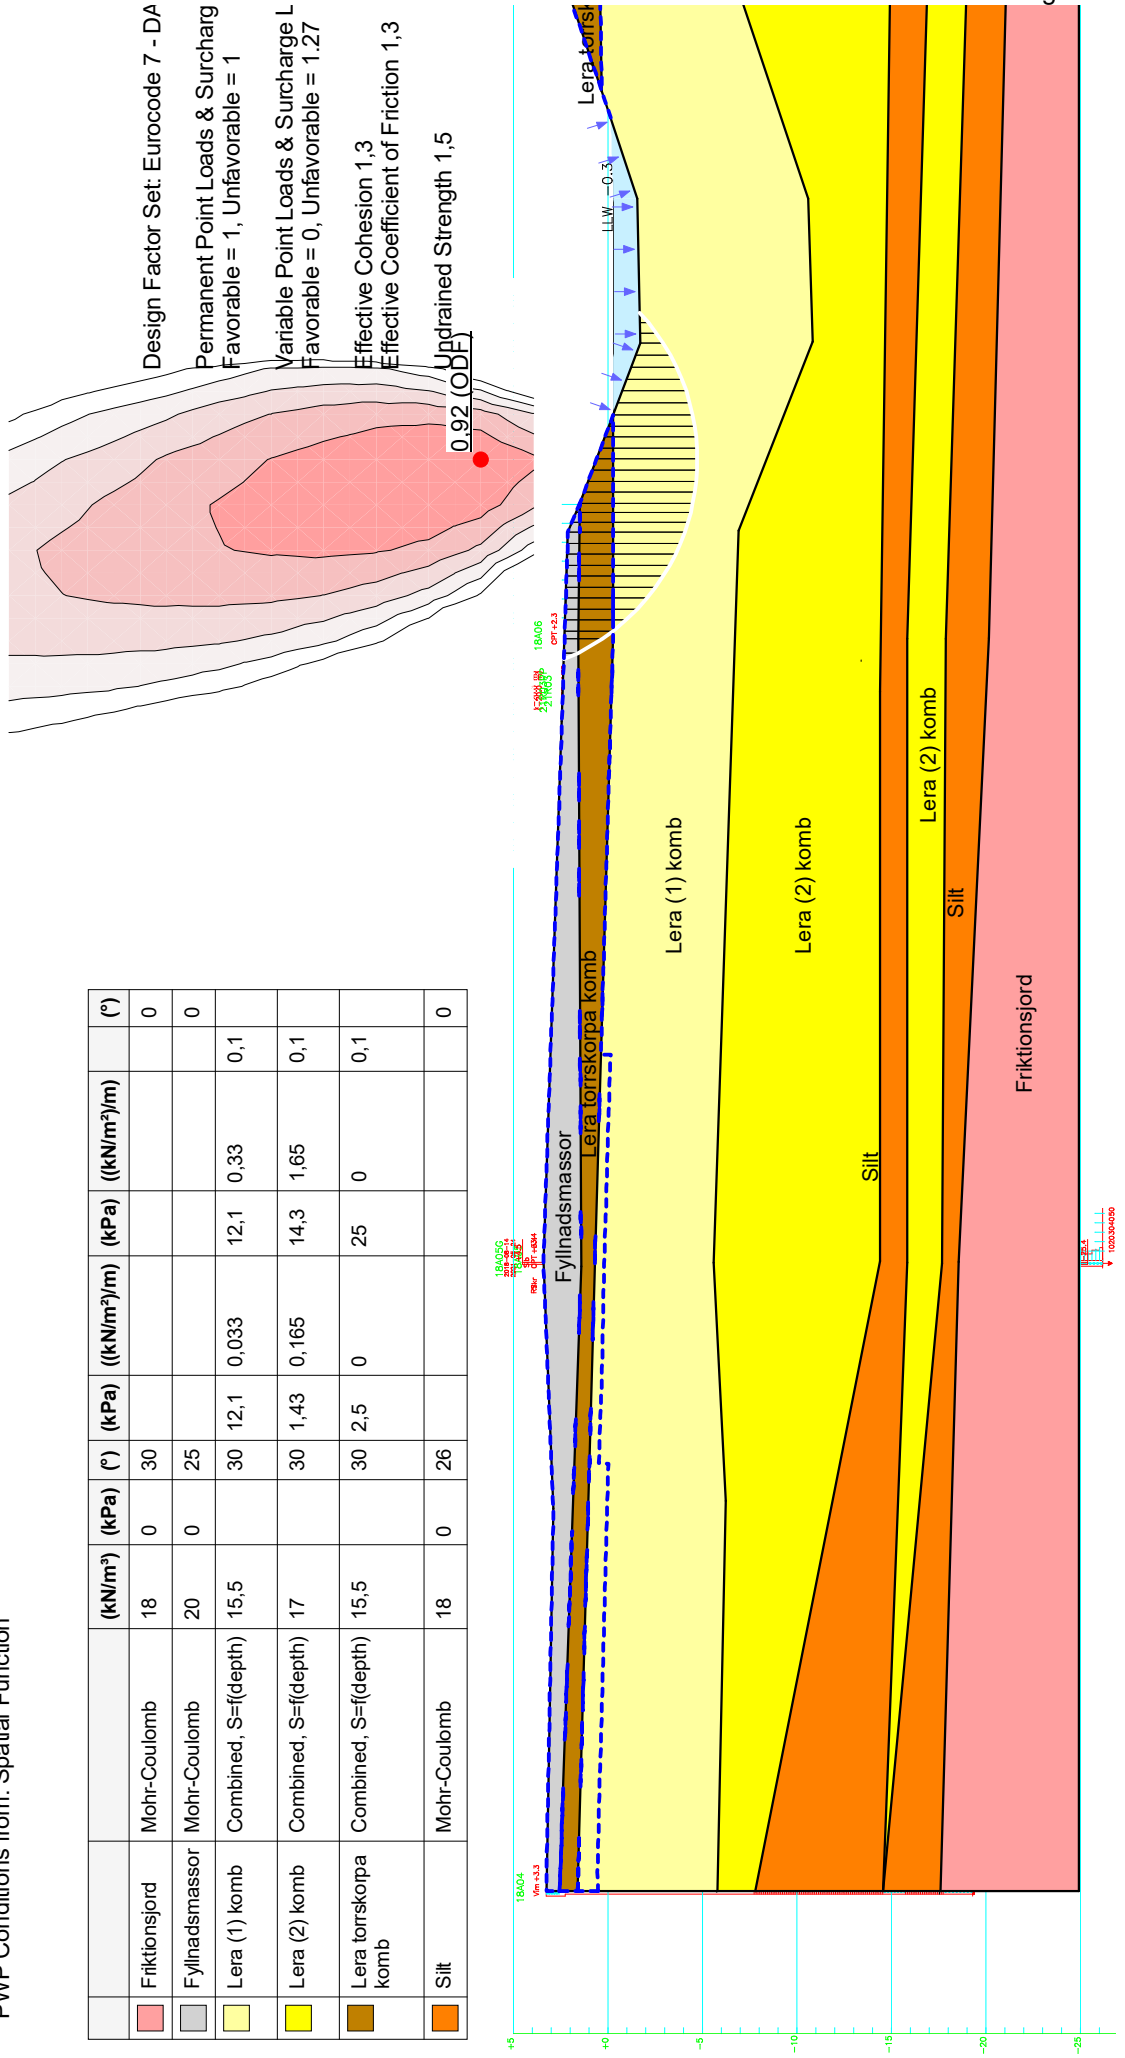 PWP Conditions from: Spatial Function
(kN/m³) (kPa) (°) (kPa) ((kN/m²)/m) (kPa) ((kN/m²)/m) (°)
Friktionsjord Mohr-Coulomb 18 0 30 0
Fyllnadsmassor Mohr-Coulomb 20 0 25 0
Lera (1) komb Combined, S=f(depth) 15,5 30 12,1 0,033 12,1 0,33 0,1
Lera (2) komb Combined, S=f(depth) 17 30 1,43 0,165 14,3 1,65 0,1
Lera torrskorpa
komb Combined, S=f(depth) 15,5 30 2,5 0 25 0 0,1
Silt Mohr-Coulomb 18 0 26 0
Design Factor Set: Eurocode 7 - DA
Permanent Point Loads & Surcharg
Favorable = 1, Unfavorable = 1
Variable Point Loads & Surcharge L
Favorable = 0, Unfavorable = 1.27
Effective Cohesion 1,3
Effective Coefficient of Friction 1,3
Undrained Strength 1,5
0,92 (ODF)
18A04
Vim +3.3
18A05G
18A06
CPT +2.3
LLW -0.3
Lera torrsk
Fyllnadsmassor
Lera torrskorpa komb
Lera (1) komb
Lera (2) komb
Silt
Lera (2) komb
Silt
Friktionsjord
+5
+0
-5
-10
-15
-20
-25
1020304050